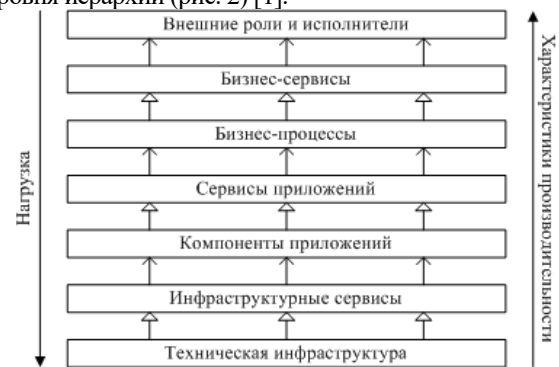 ровня иерархии (рис. 2) [1].
Внешние роли и исполнители
Бизнес-сервисы
Бизнес-процессы
Сервисы приложений
Компоненты приложений
Инфраструктурные сервисы
Техническая инфраструктура
Нагрузка
Характеристики производительности